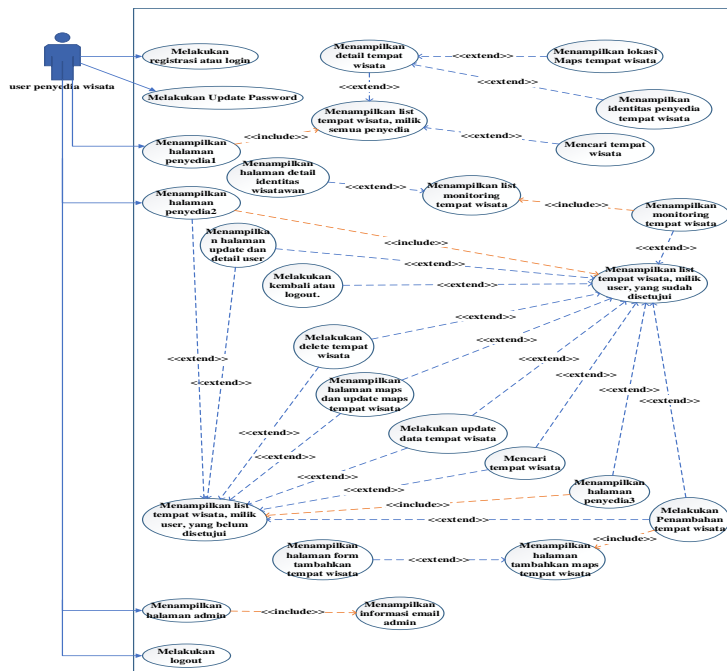 user penyedia wisata
Melakukan
registrasi atau login
Melakukan Update Password
Menampilkan
detail tempat
wisata
<<extend>>
Menampilkan lokasi
Maps tempat wisata
<<extend>>
<<extend>>
Menampilkan
identitas penyedia
tempat wisata
Menampilkan list
tempat wisata, milik
semua penyedia
<<extend>>
Mencari tempat
wisata
Menampilkan
halaman
penyedia1
<<include>>
Menampilkan
halaman detail
identitas
wisatawan
<<extend>>
Menampilkan list
monitoring
tempat wisata
<<include>>
Menampilkan
monitoring
tempat wisata
<<extend>>
Menampilkan
halaman
penyedia2
<<include>>
Menampilka
n halaman
update dan
detail user
<<extend>>
Melakukan
kembali atau
logout.
<<extend>>
Menampilkan list
tempat wisata, milik
user, yang sudah
disetujui
Melakukan
delete tempat
wisata
<<extend>>
<<extend>>
<<extend>>
<<extend>>
Menampilkan
halaman maps
dan update maps
tempat wisata
<<extend>>
<<extend>>
<<extend>>
<<extend>>
Melakukan update
data tempat wisata
<<extend>>
<<extend>>
<<extend>>
<<extend>>
Mencari
tempat wisata
Menampilkan
halaman
penyedia3
<<include>>
<<extend>>
Menampilkan list
tempat wisata, milik
user, yang belum
disetujui
Melakukan
Penambahan
tempat wisata
<<include>>
Menampilkan
halaman form
tambahkan
tempat wisata
<<extend>>
Menampilkan
halaman
tambahkan maps
tempat wisata
Menampilkan
halaman admin
<<include>>
Menampilkan
informasi email
admin
Melakukan
logout